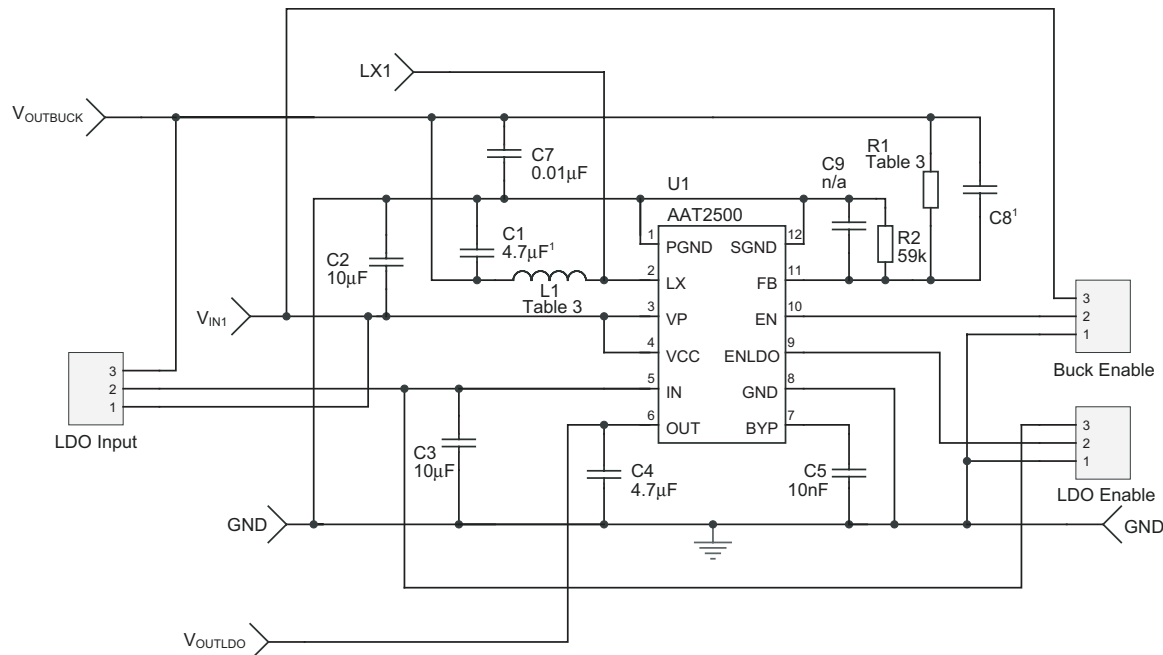 LX1
VOUTBUCK
C7
0.01μF
C9
n/a
R1
Table 3
U1
AAT2500
C8¹
C1
4.7μF¹
C2
10μF
R2
59k
1
PGND
SGND
12
2
LX
FB
11
L1
Table 3
3
VP
EN
10
4
VCC
ENLDO
9
5
IN
GND
8
6
OUT
BYP
7
VIN1
3
2
1
Buck Enable
3
2
1
LDO Input
3
2
1
LDO Enable
C3
10μF
C4
4.7μF
C5
10nF
GND
GND
VOUTLDO